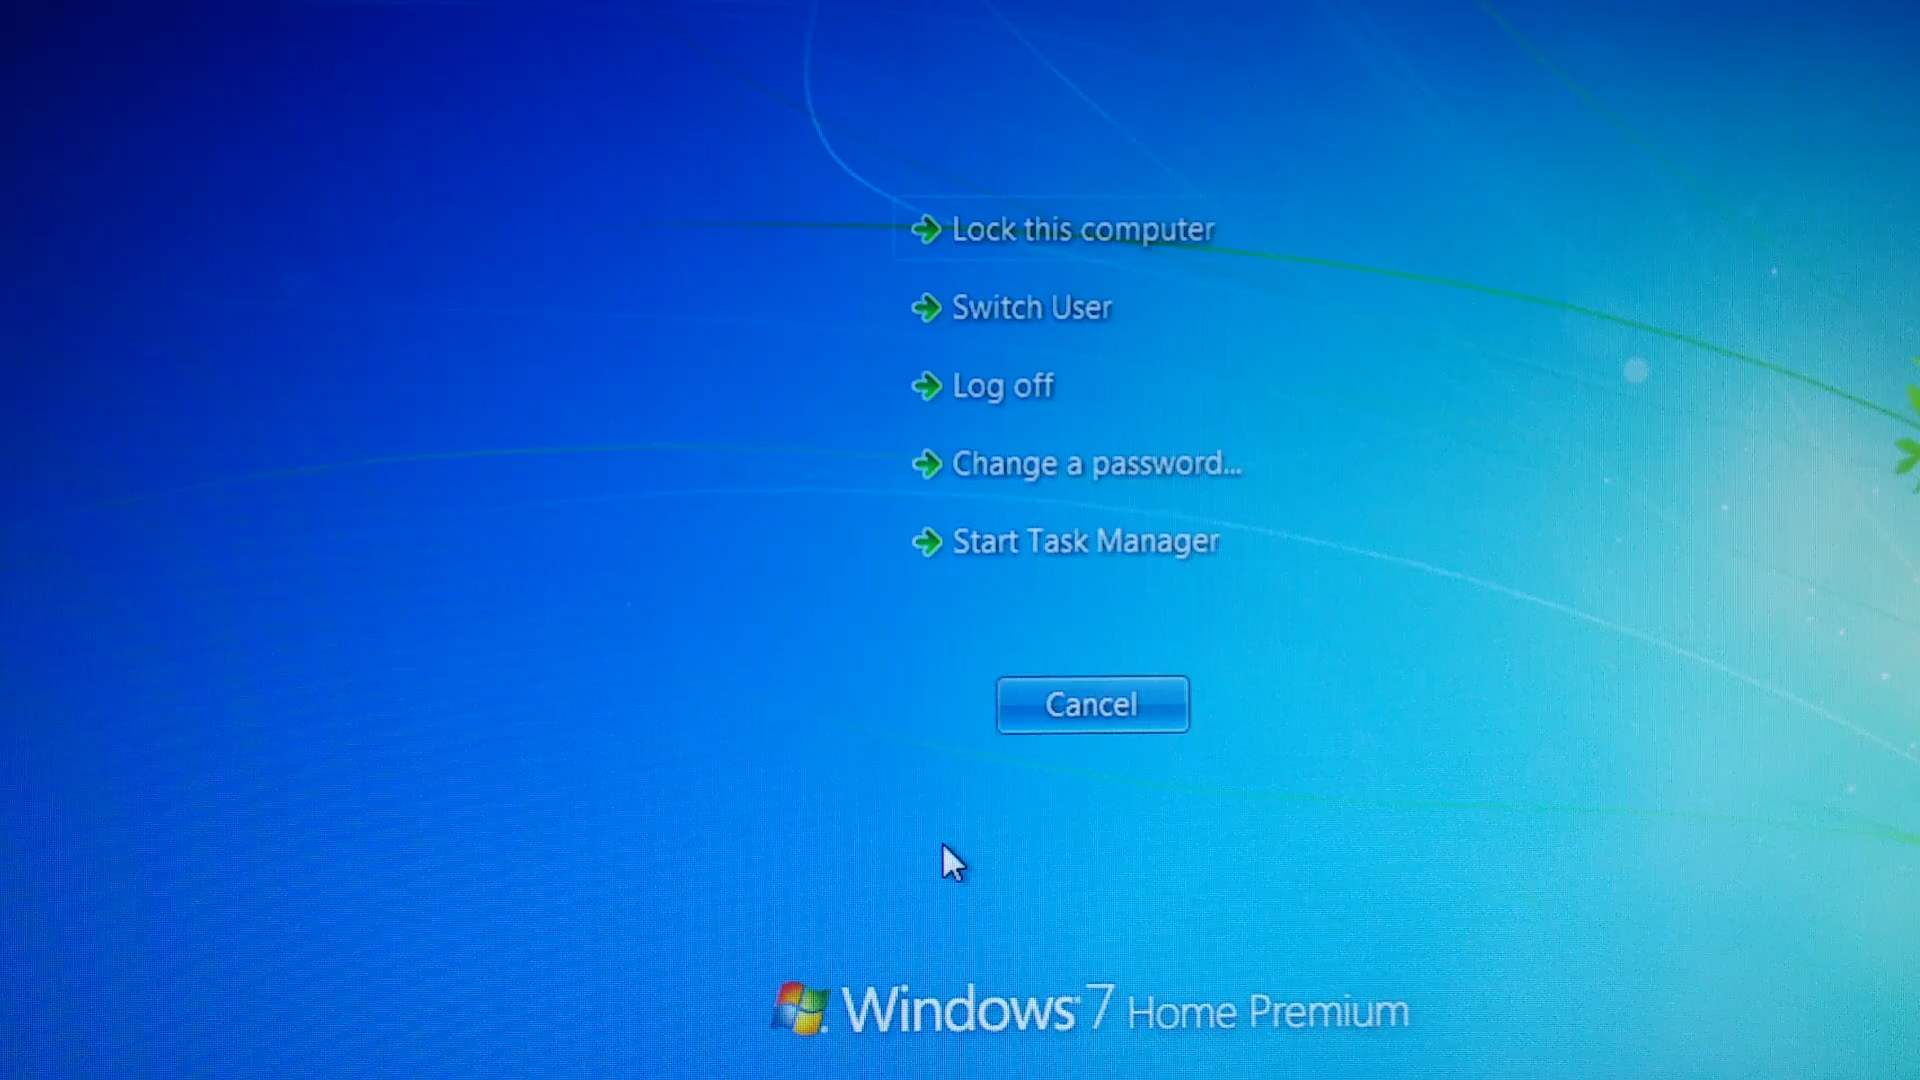 Lock this computer
Switch User
Log off
Change a password...
Start Task Manager
Cancel
Windows 7 Home Premium